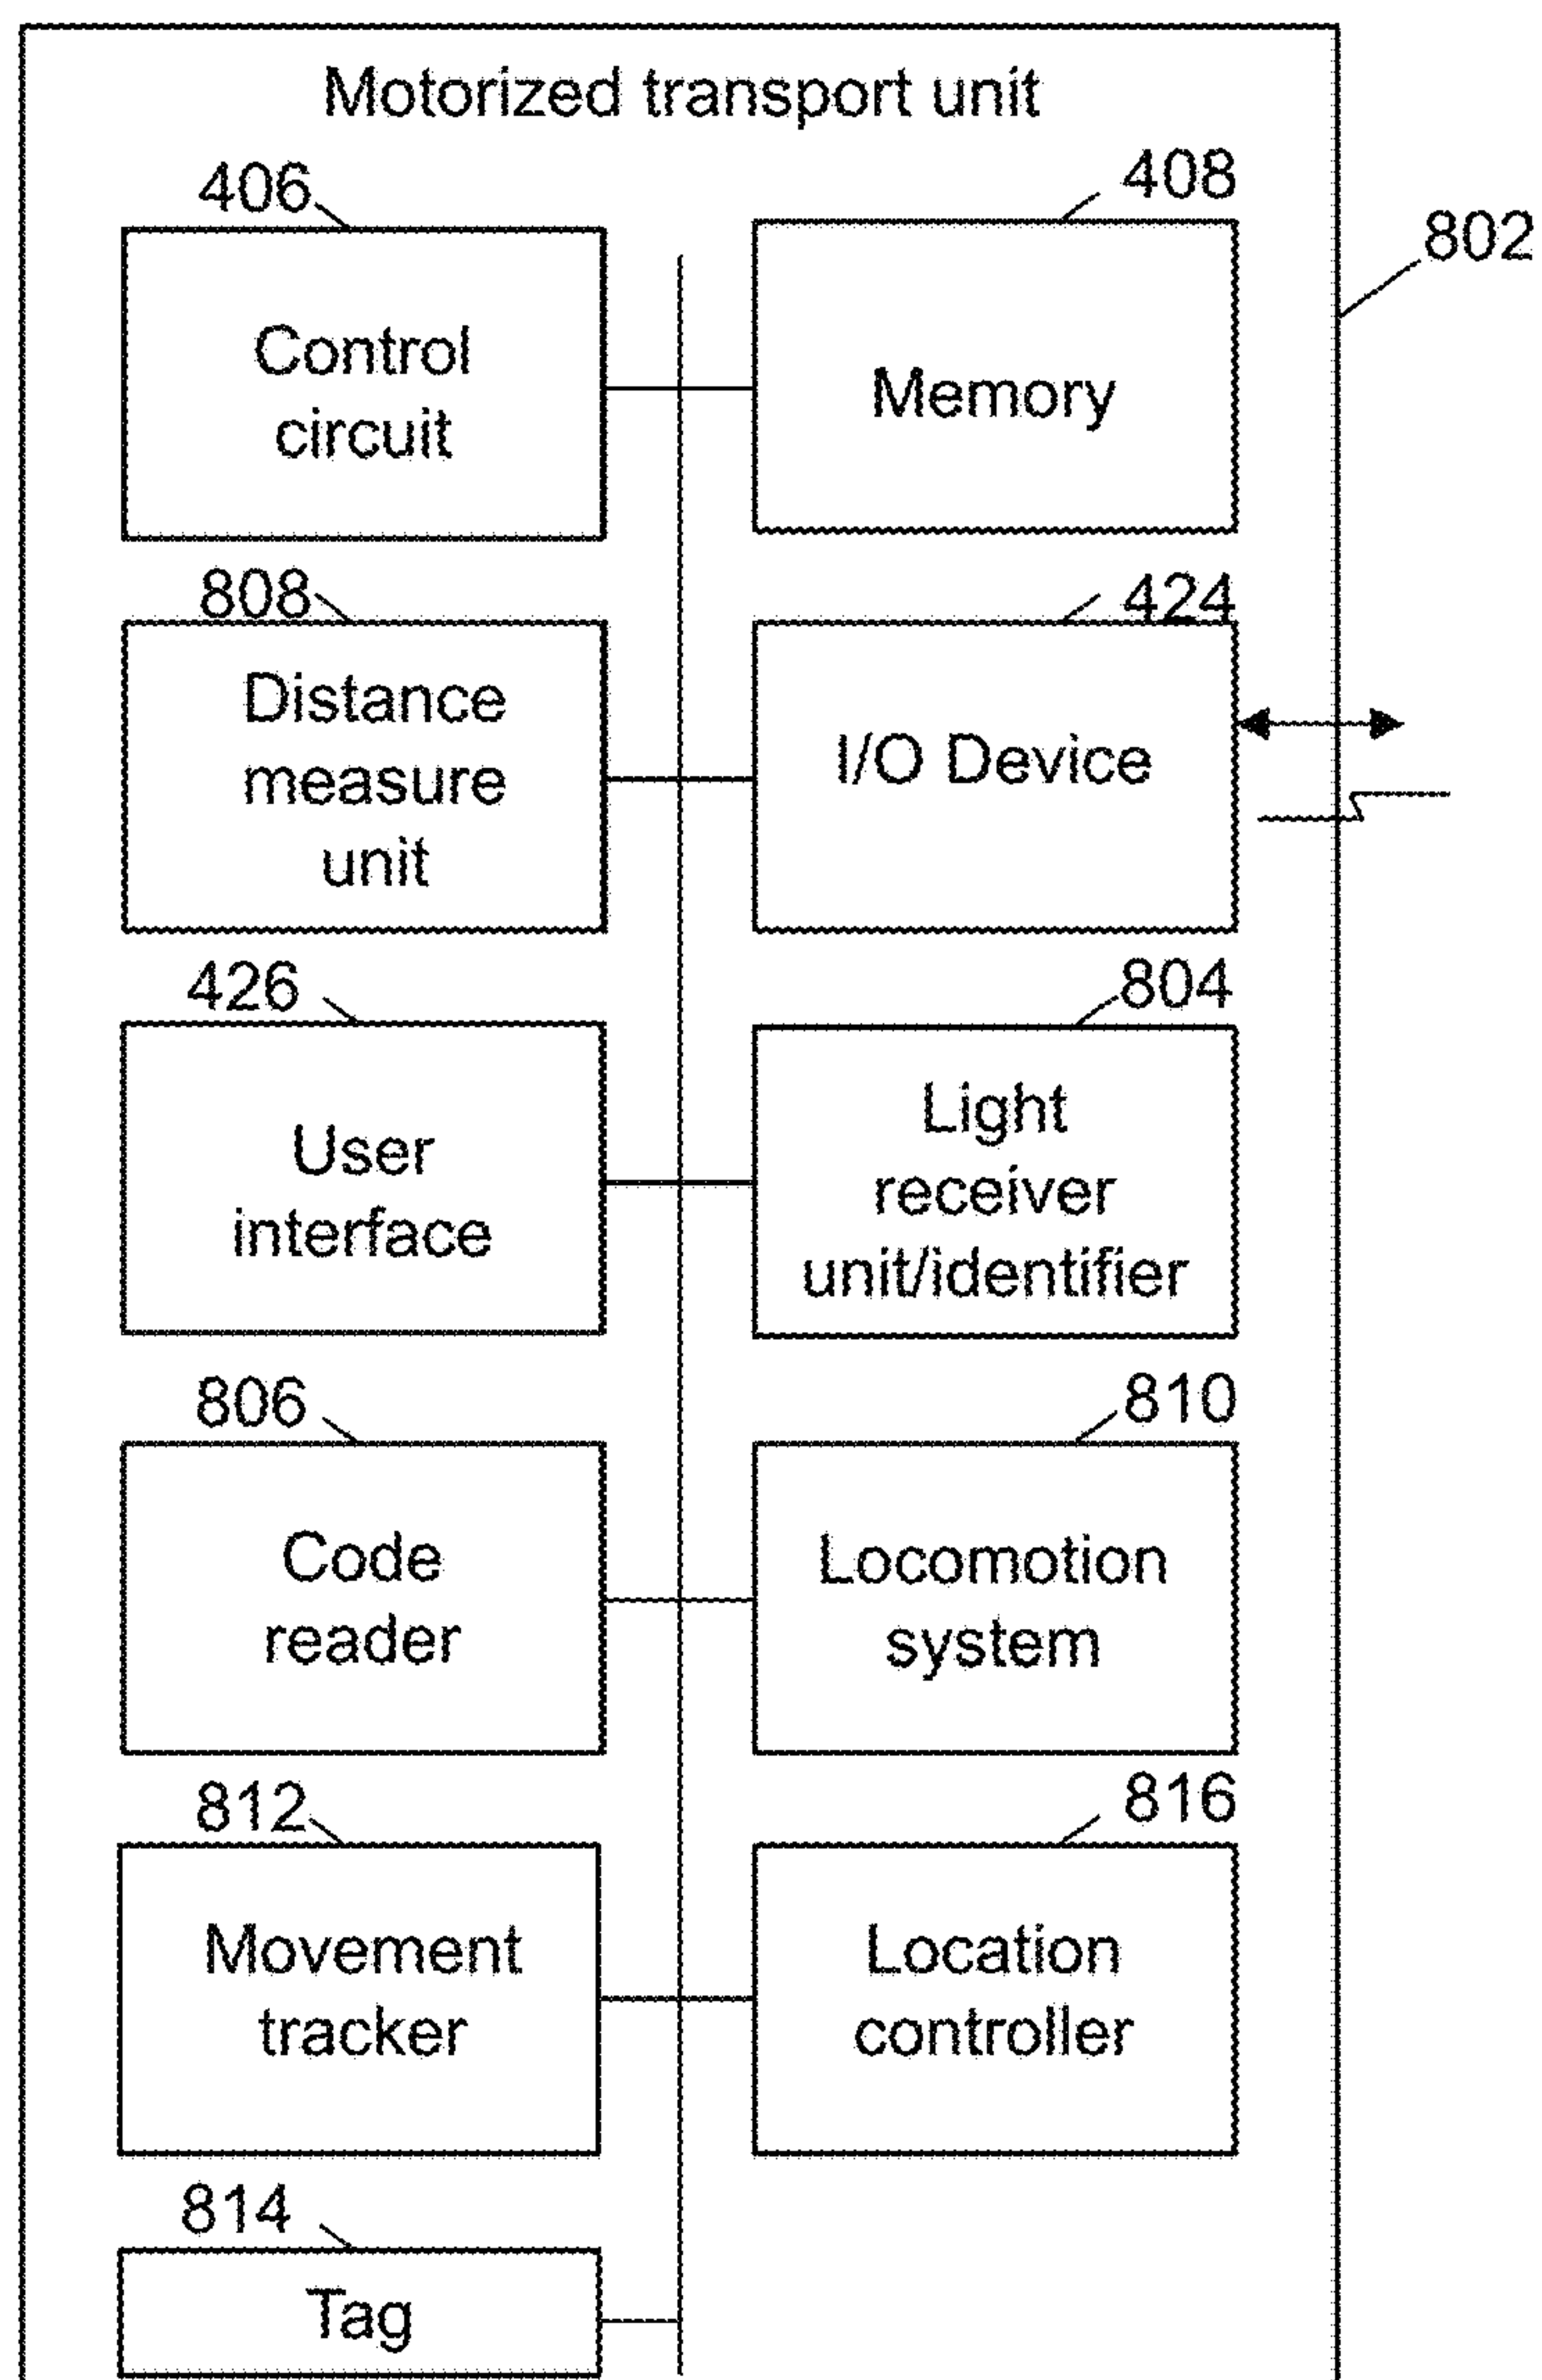 Motorized transport unit
406
408
802
Control
circuit
Memory
808
424
Distance
measure
unit
I/O Device
426
804
User
interface
Light
receiver
unit/identifier
806
810
Code
reader
Locomotion
system
812
816
Movement
tracker
Location
controller
814
Tag